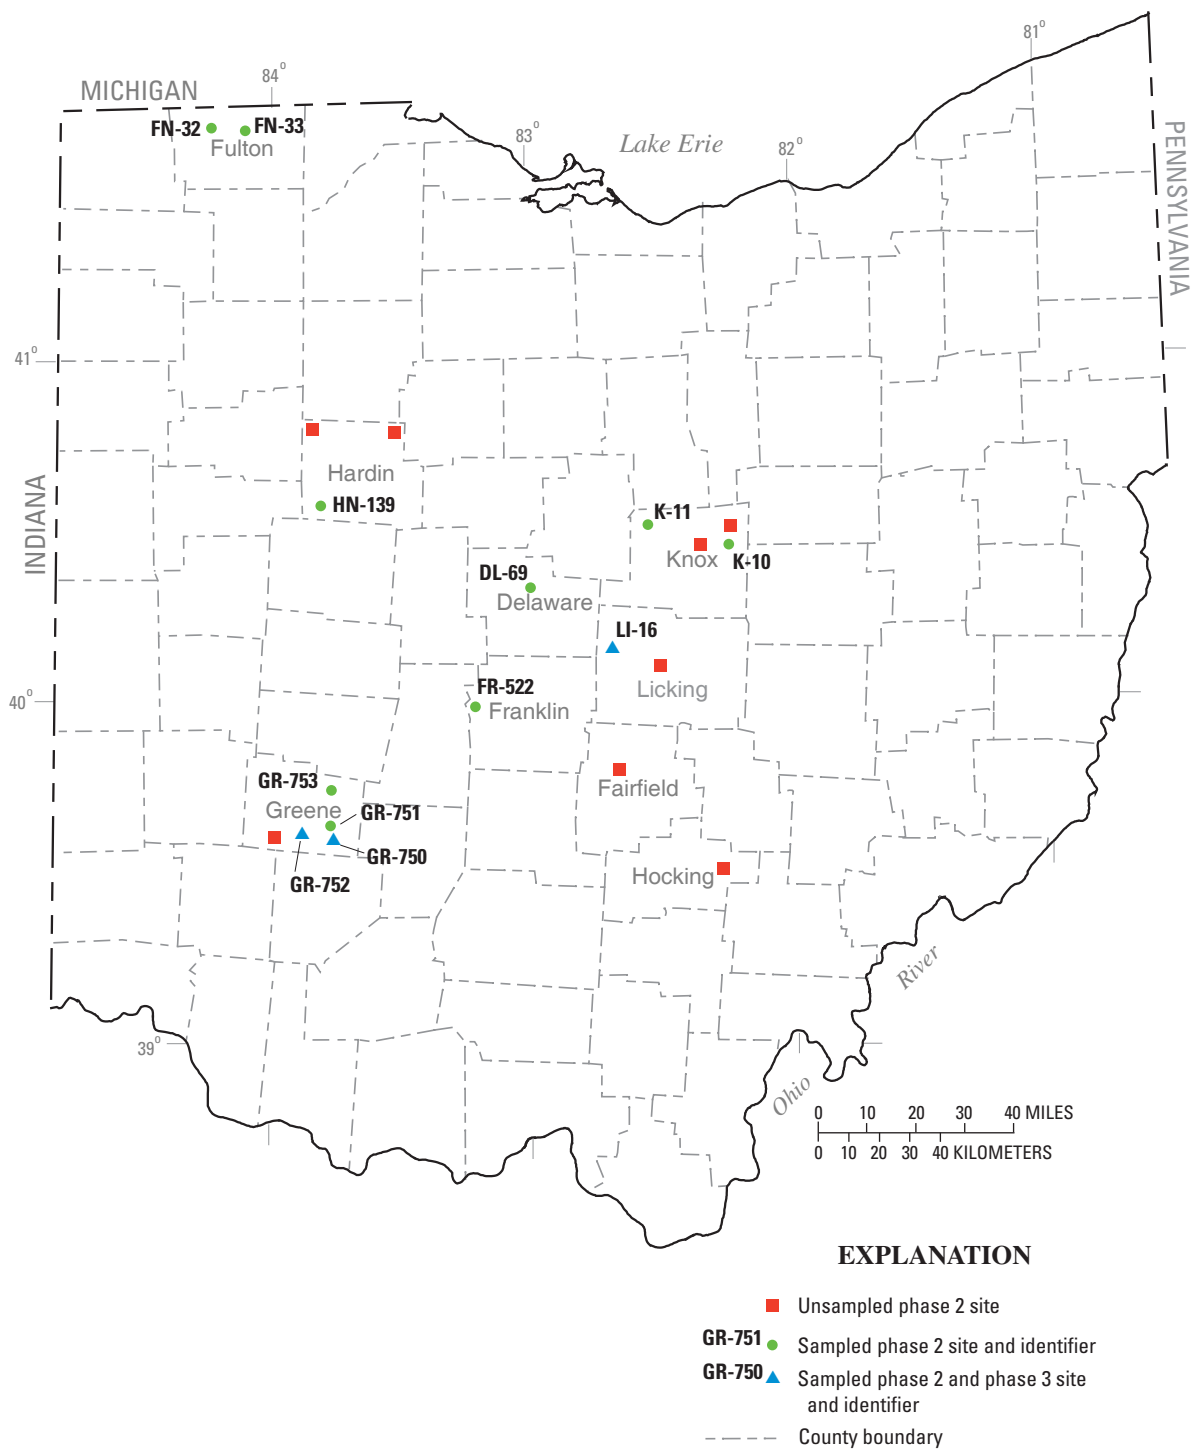 81°
84°
MICHIGAN
FN-32
FN-33
Fulton
83°
Lake Erie
82°
PENNSYLVANIA
41°
Hardin
HN-139
INDIANA
K-11
Knox
K-10
DL-69
Delaware
LI-16
Licking
40°
FR-522
Franklin
GR-753
Greene
GR-751
GR-750
GR-752
Fairfield
Hocking
River
39°
Ohio
0 10 20 30 40 MILES
0 10 20 30 40 KILOMETERS
EXPLANATION
Unsampled phase 2 site
GR-751 Sampled phase 2 site and identifier
GR-750 Sampled phase 2 and phase 3 site
and identifier
County boundary